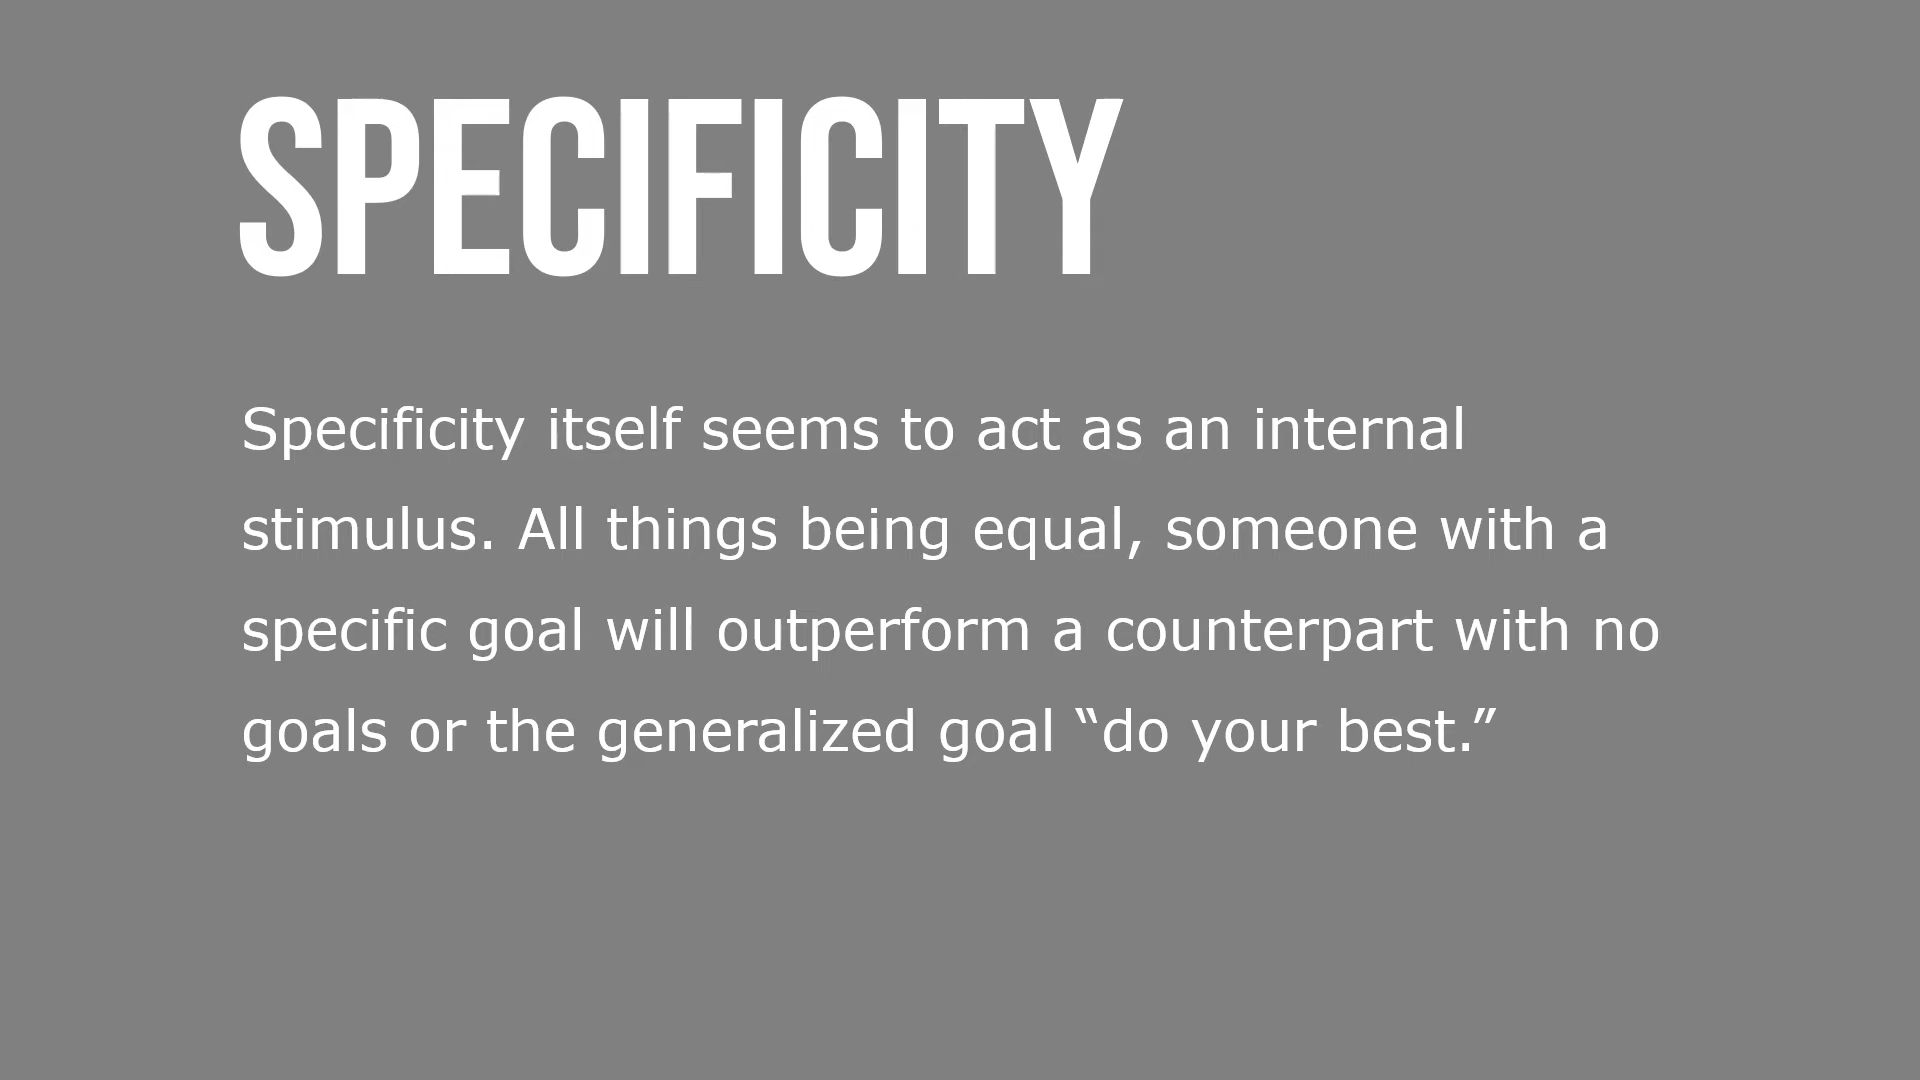 SPECIFICITY
Specificity itself seems to act as an internal
stimulus. All things being equal, someone with a
specific goal will outperform a counterpart with no
goals or the generalized goal “do your best.”